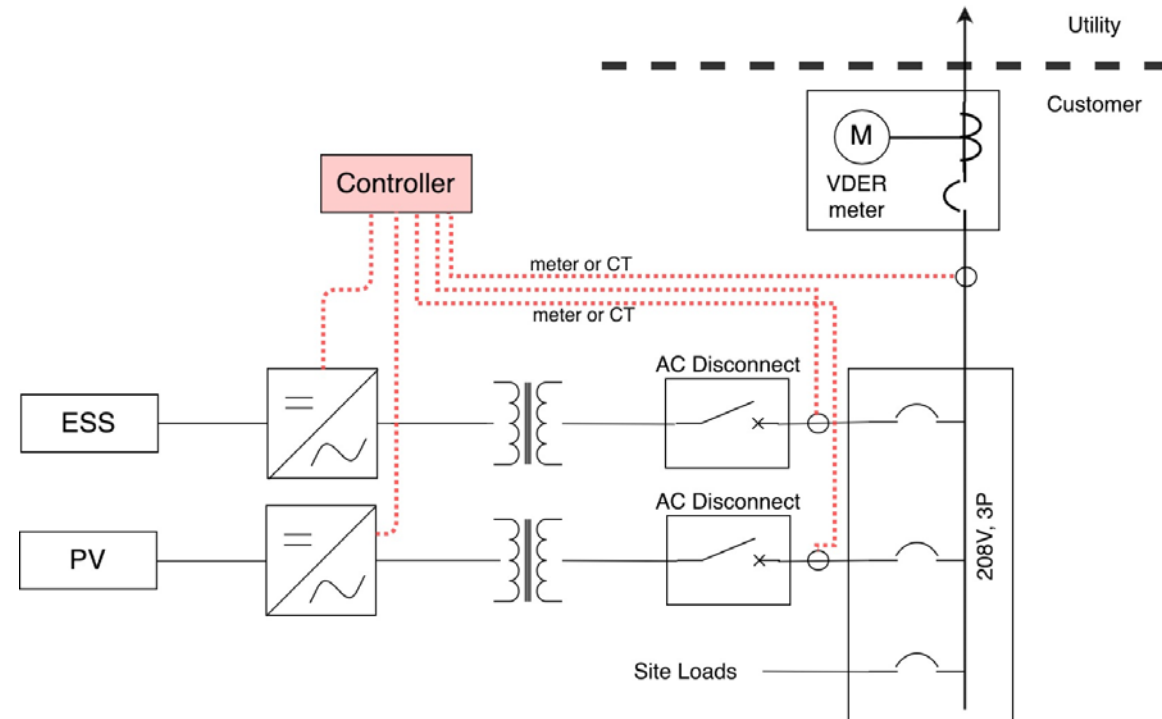 Utility
Customer
M
VDER
meter
Controller
meter or CT
meter or CT
AC Disconnect
ESS
AC Disconnect
PV
208V, 3P
Site Loads